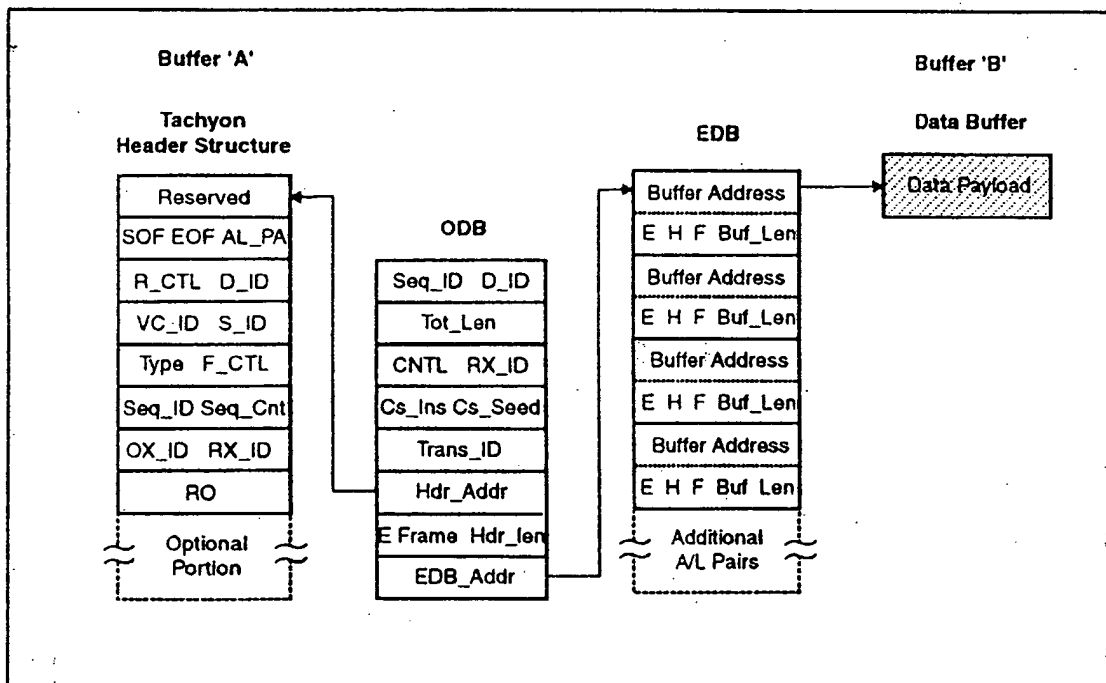 Buffer 'A'
Tachyon
Header Structure
Reserved
SOF EOF AL_PA
R_CTL D_ID
VC_ID S_ID
Type F_CTL
Seq_ID Seq_Cnt
OX_ID RX_ID
RO
Optional
Portion
ODB
Seq_ID D_ID
Tot_Len
CNTL RX_ID
Cs_Ins Cs_Seed
Trans_ID
Hdr_Addr
E Frame Hdr_len
EDB_Addr
EDB
Buffer Address
E H F Buf_Len
Buffer Address
E H F Buf_Len
Buffer Address
E H F Buf_Len
Buffer Address
E H F Buf Len
Additional
A/L Pairs
Buffer 'B'
Data Buffer
Data Payload